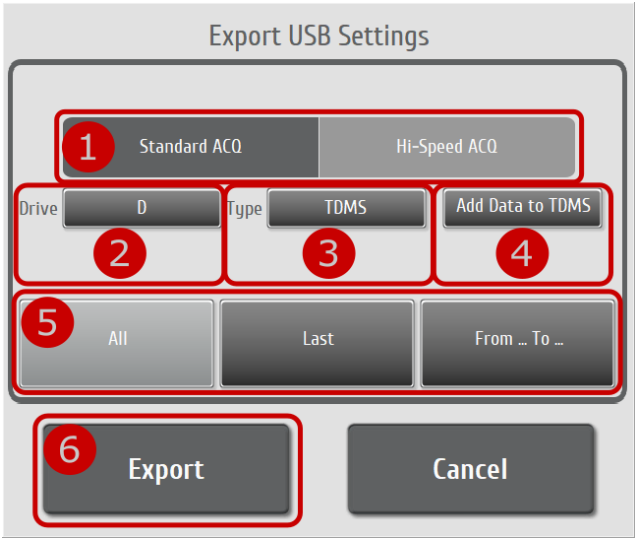 Export USB Settings
1 Standard ACQ Hi-Speed ACQ
Drive D Type TDMS Add Data to TDMS
2 3 4
5 All Last From ... To ...
6 Export Cancel